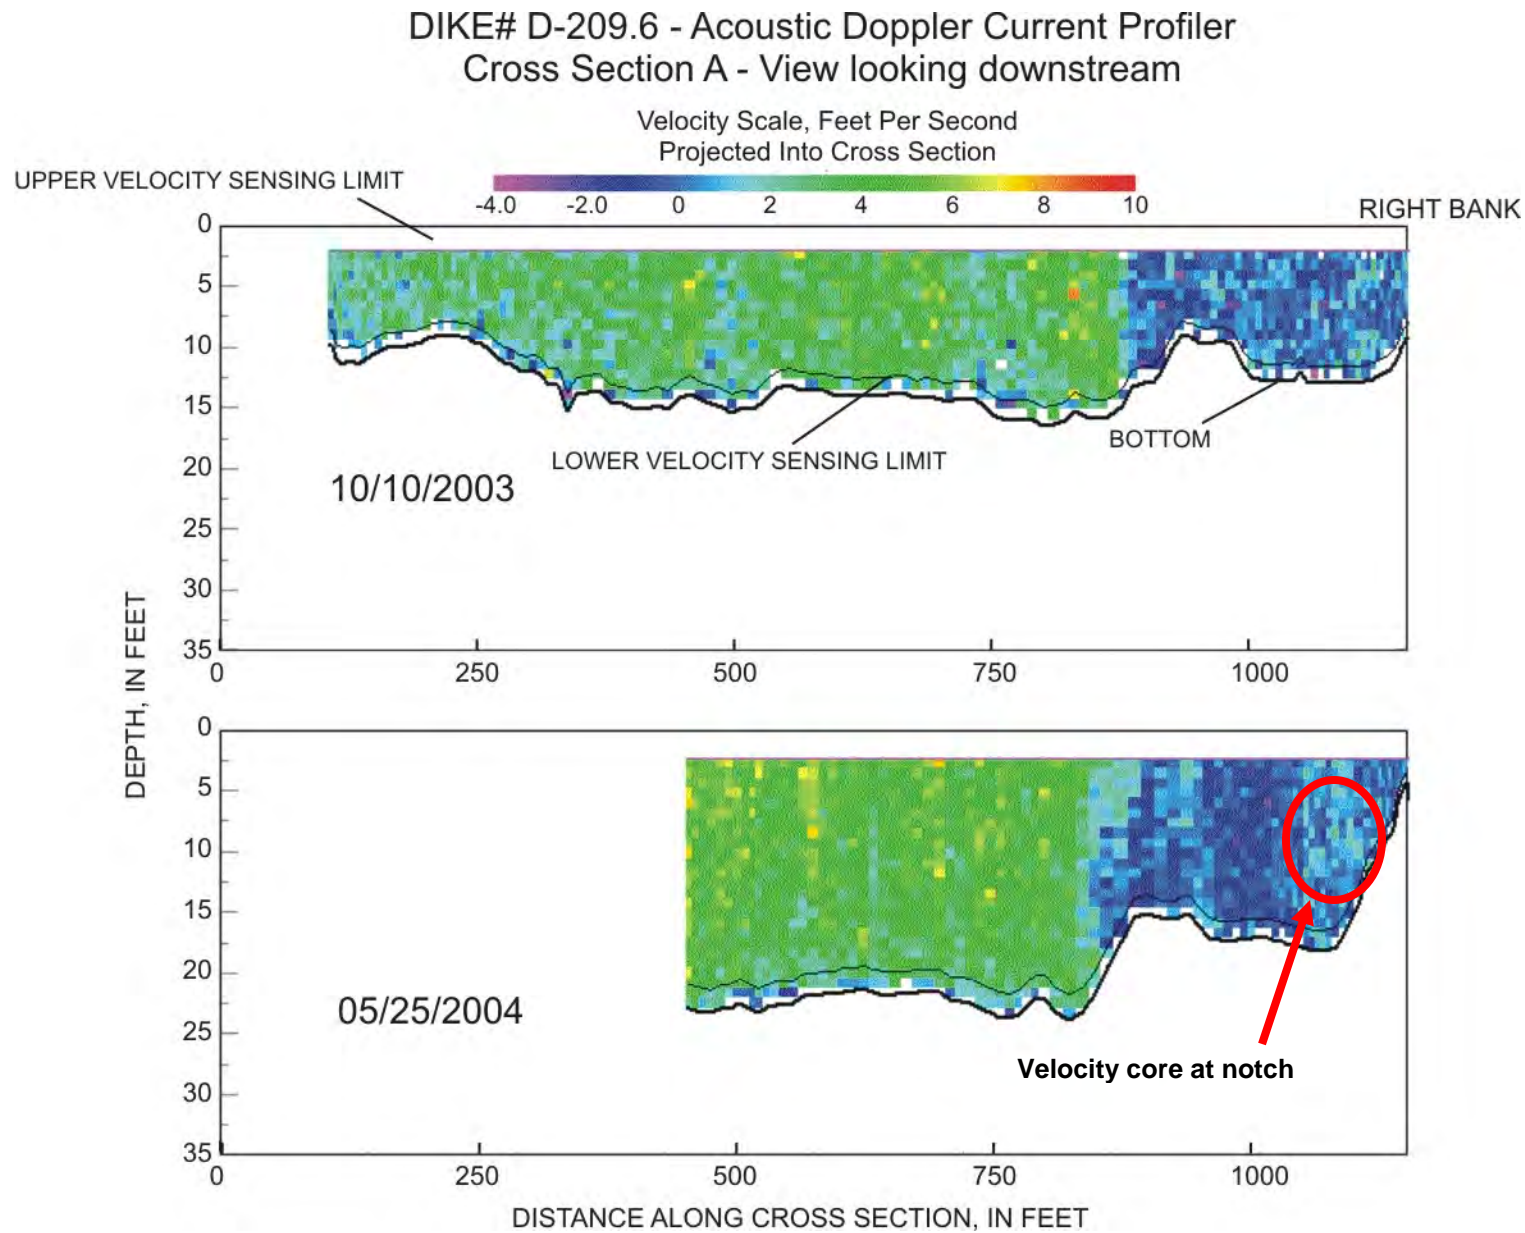 DIKE# D-209.6 - Acoustic Doppler Current Profiler
Cross Section A - View looking downstream
Velocity Scale, Feet Per Second
Projected Into Cross Section
UPPER VELOCITY SENSING LIMIT
-4.0 -2.0 0 2 4 6 8 10
RIGHT BANK
0
5
10
15
20
25
30
35
BOTTOM
LOWER VELOCITY SENSING LIMIT
10/10/2003
0 250 500 750 1000
DEPTH, IN FEET
0
5
10
15
20
25
30
35
05/25/2004
Velocity core at notch
0 250 500 750 1000
DISTANCE ALONG CROSS SECTION, IN FEET